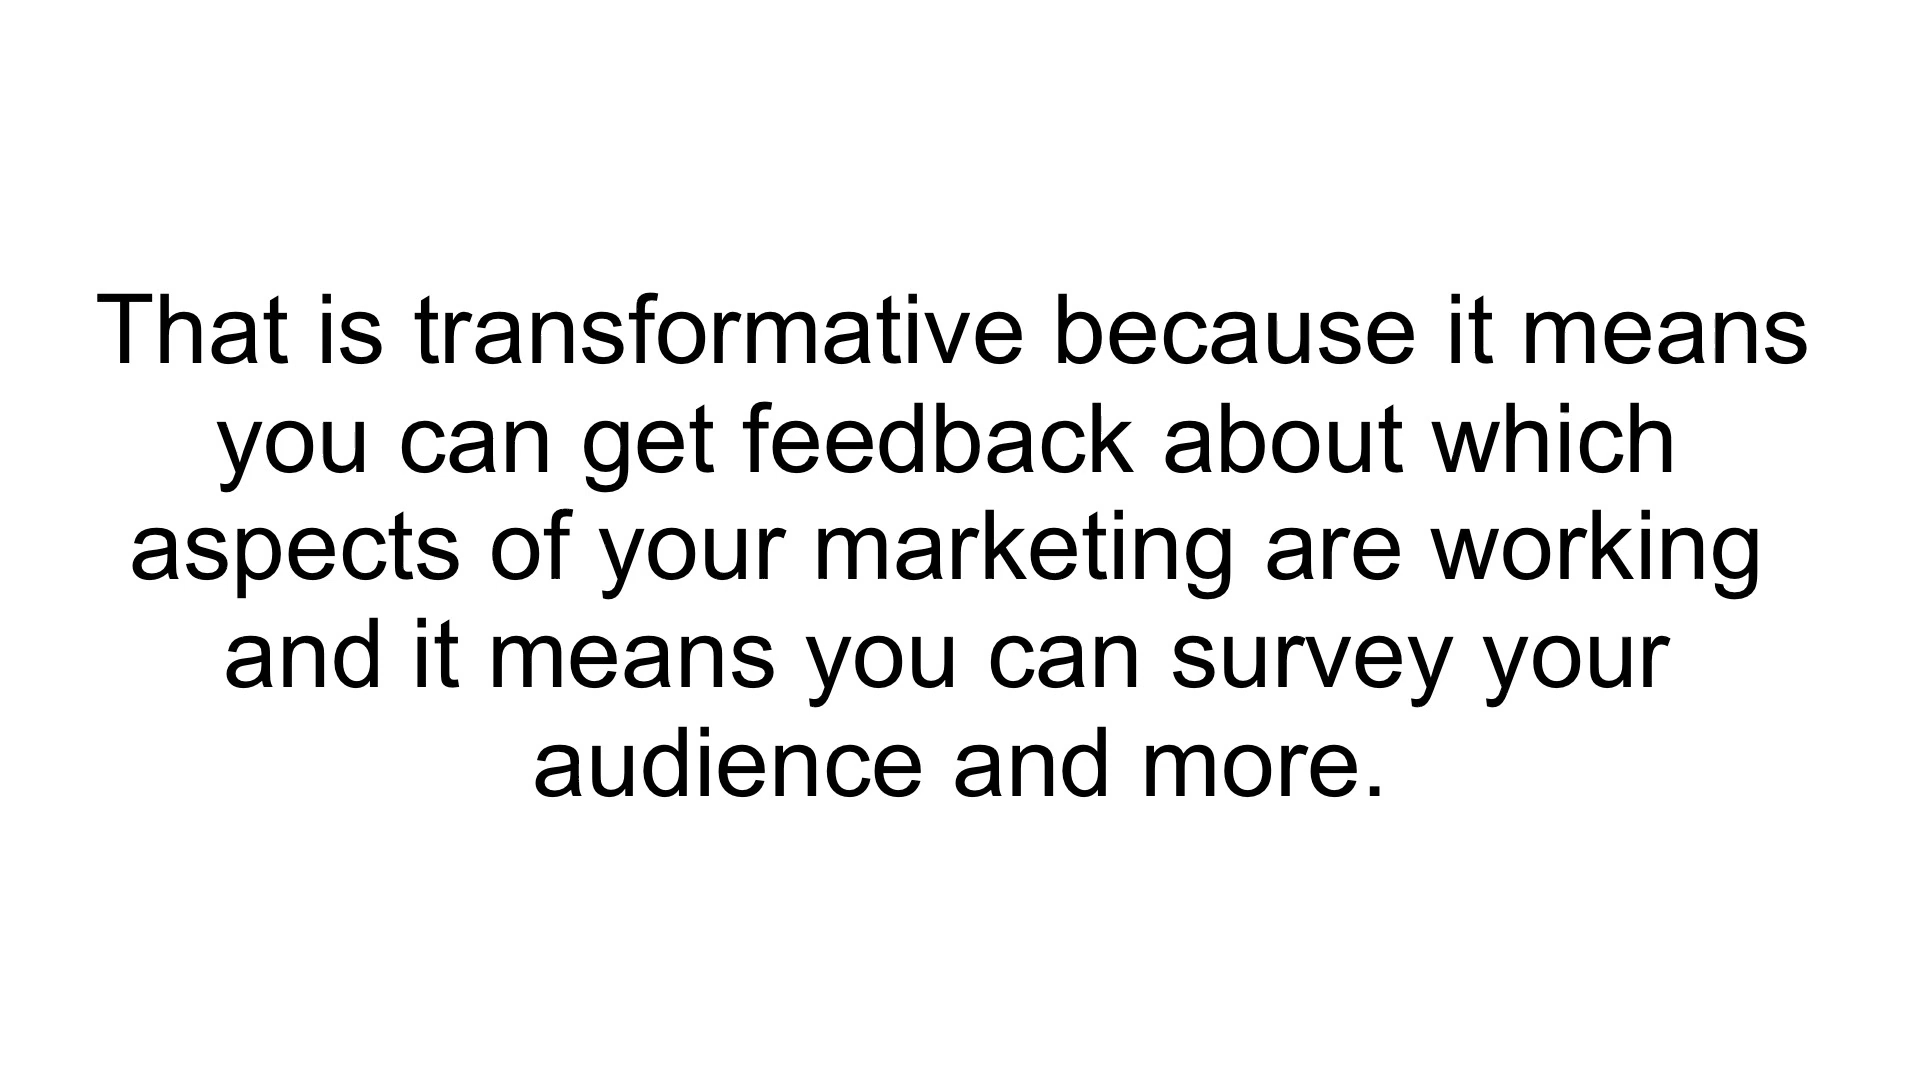 That is transformative because it means
you can get feedback about which
aspects of your marketing are working
and it means you can survey your
audience and more.